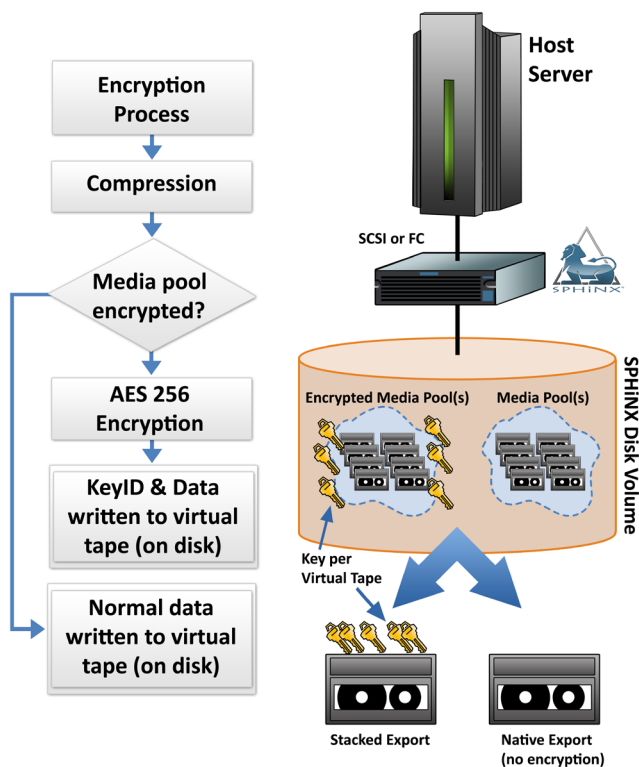 Encryption
Process
Compression
Media pool
encrypted?
AES 256
Encryption
KeyID & Data
written to virtual
tape (on disk)
Normal data
written to virtual
tape (on disk)
Host
Server
SCSI or FC
SPHiNX
Encrypted Media Pool(s)
Media Pool(s)
SPHiNX Disk Volume
Key per
Virtual Tape
Stacked Export
Native Export
(no encryption)